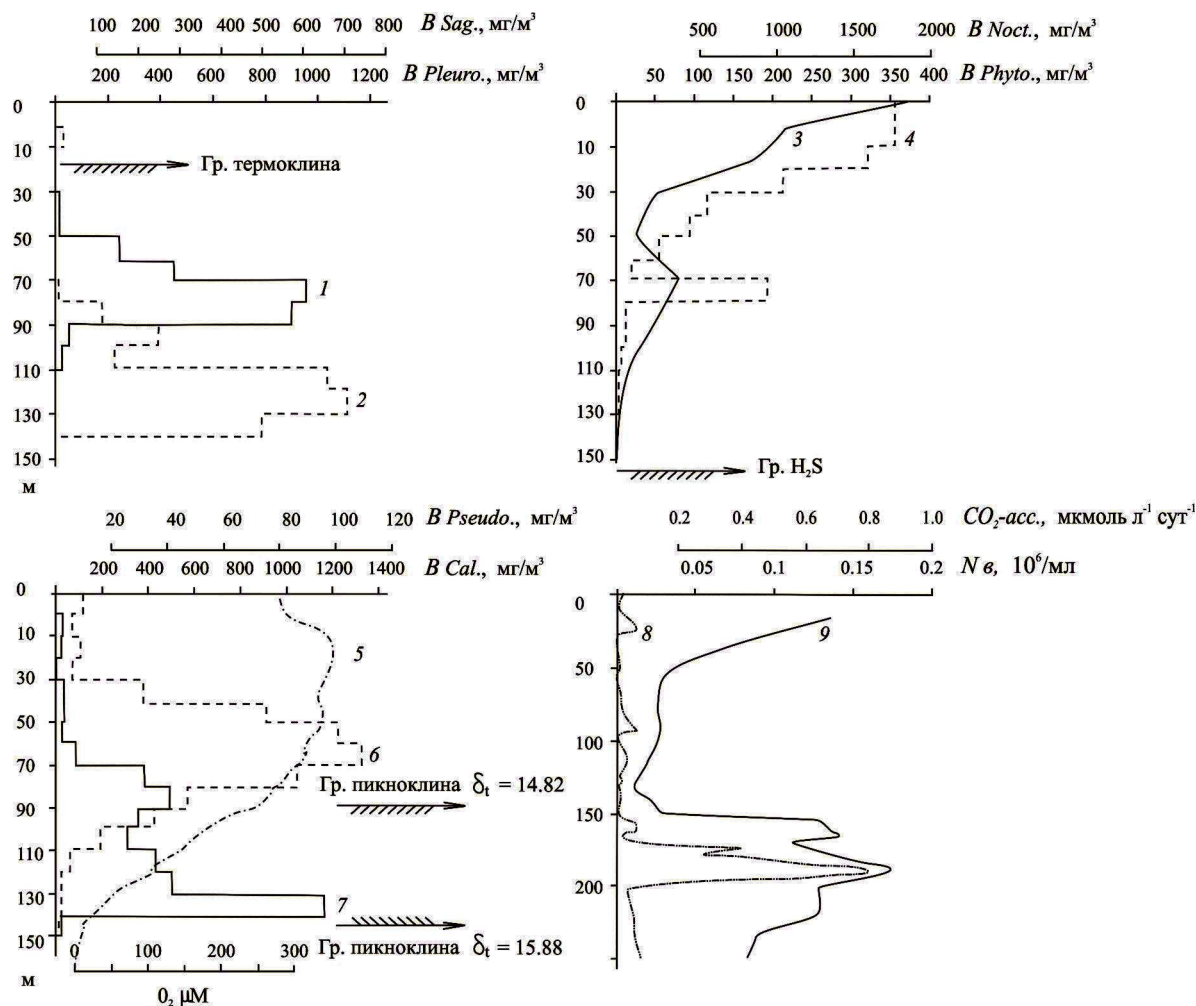 100 200 300 400 500 600 700 800 B Sag., мг/м³
200 400 600 800 1000 1200 B Pleuro., мг/м³
0
10
30
50
70
90
110
130
150
м
Гр. термоклина
1
2
500 1000 1500 2000 B Noct., мг/м³
50 100 150 200 250 300 350 400 B Phyto., мг/м³
0
10
30
50
70
90
110
130
150
3
4
Гр. H₂S
20 40 60 80 100 120 B Pseudo., мг/м³
200 400 600 800 1000 1200 1400 B Cal., мг/м³
0
10
30
50
70
90
110
130
150
м
5
6
Гр. пикноклина δt = 14.82
7
Гр. пикноклина δt = 15.88
0 100 200 300
0₂ μM
0.2 0.4 0.6 0.8 1.0 CO₂-асс., мкмоль л⁻¹ сут⁻¹
0.05 0.1 0.15 0.2 N в, 10⁶/мл
0
50
100
150
200
8
9